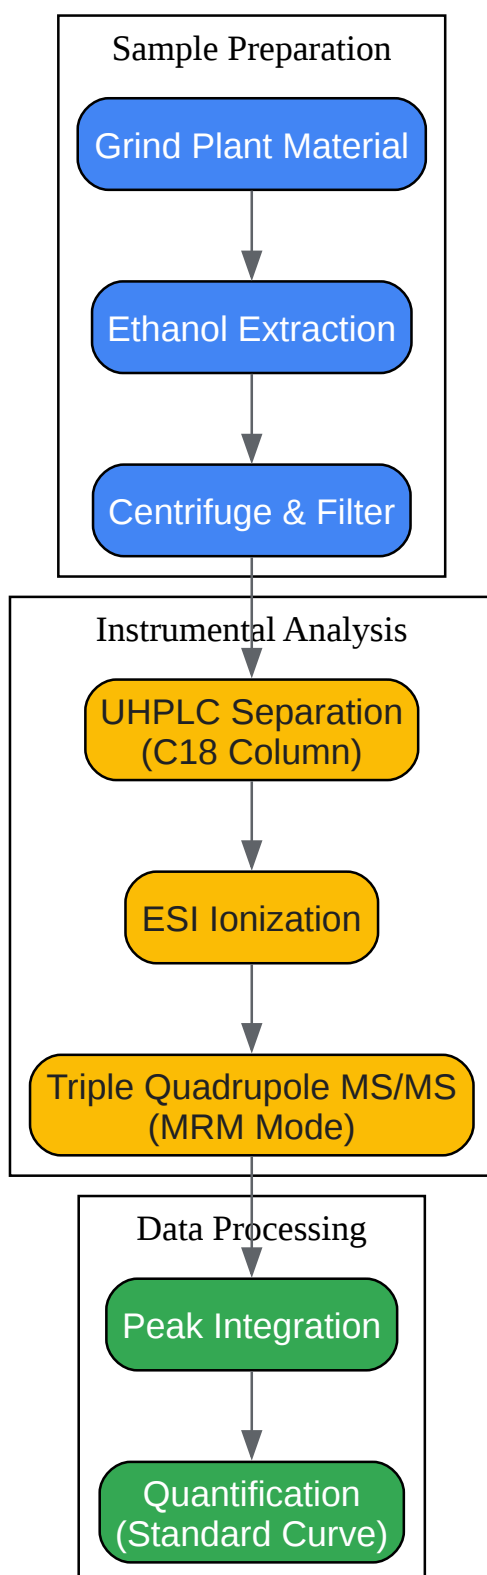 Sample Preparation
Grind Plant Material
Ethanol Extraction
Centrifuge & Filter
Instrumental Analysis
UHPLC Separation
(C18 Column)
ESI Ionization
Triple Quadrupole MS/MS
(MRM Mode)
Data Processing
Peak Integration
Quantification
(Standard Curve)